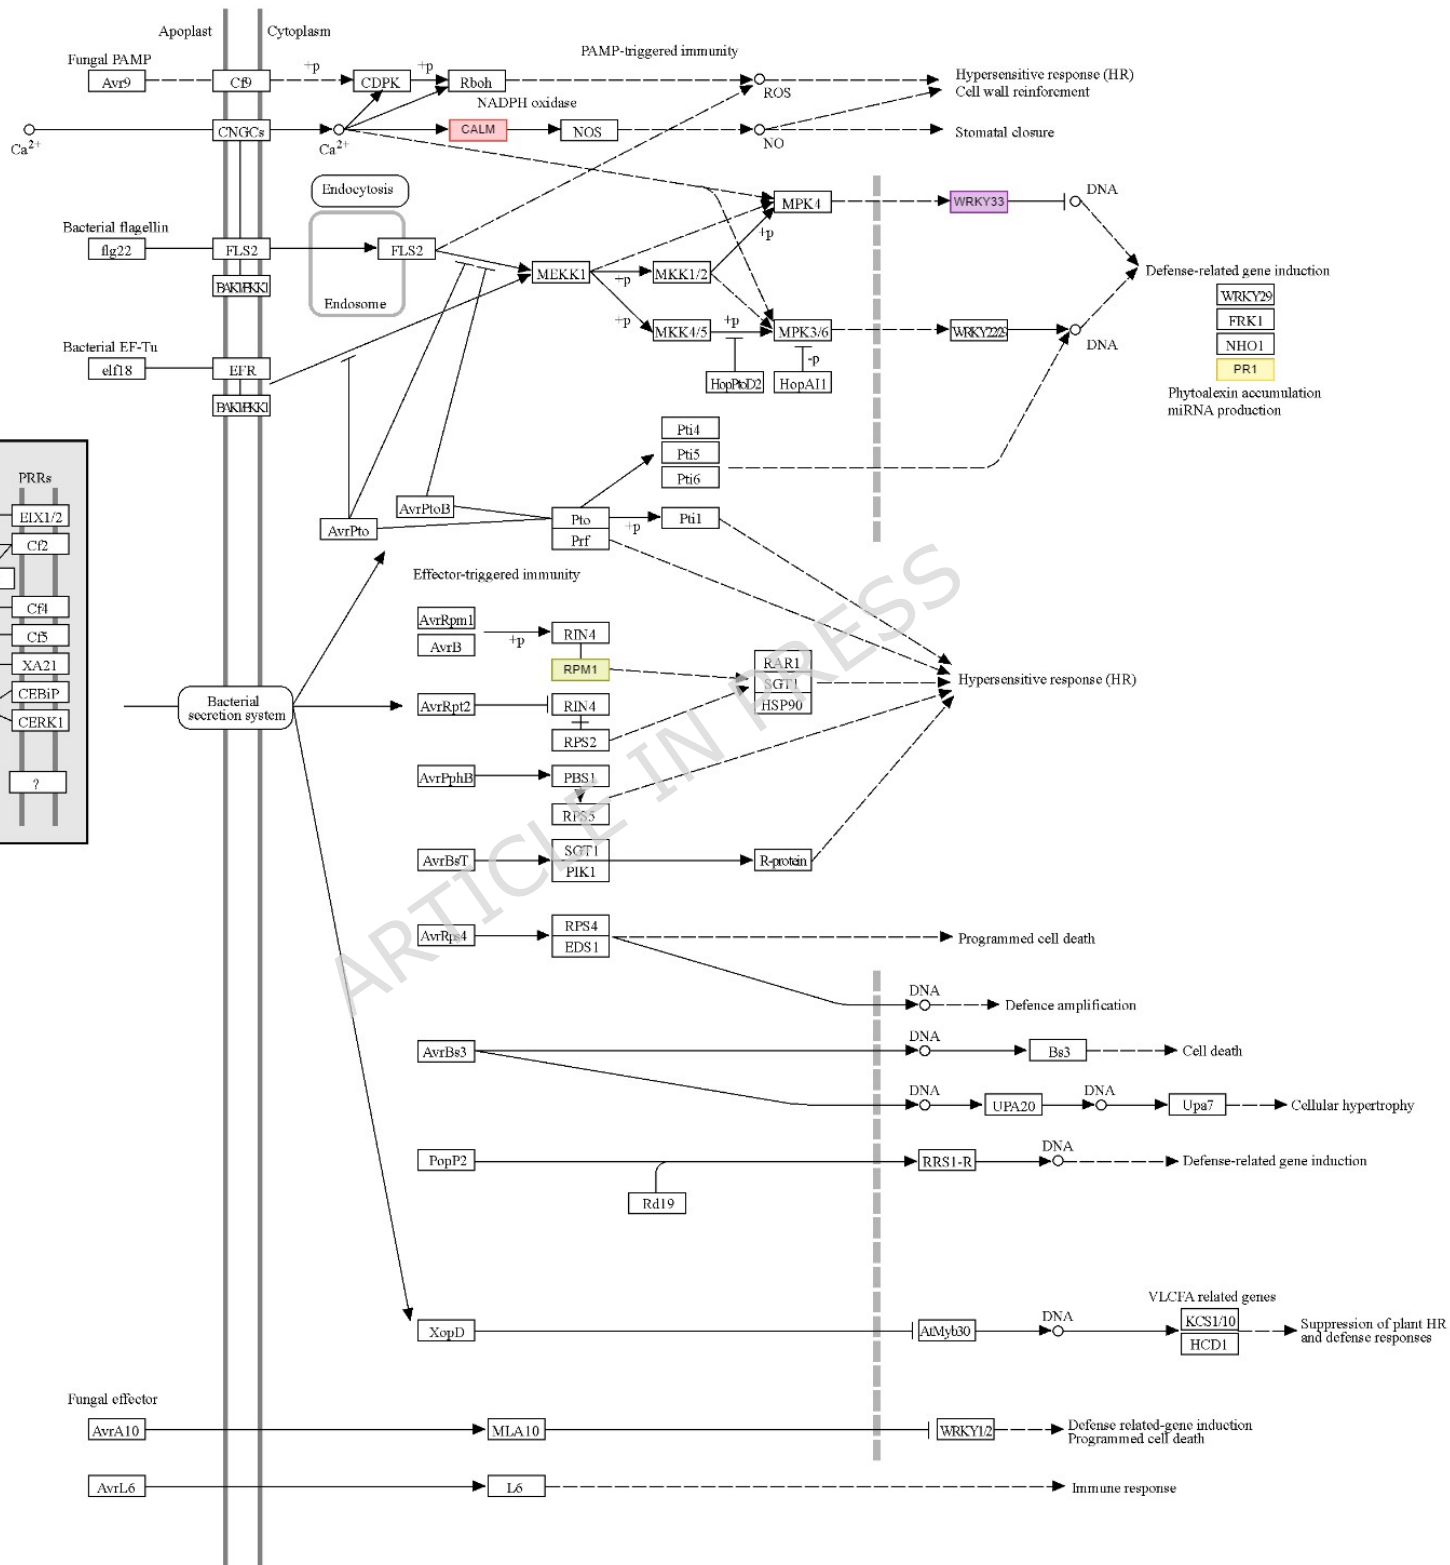 Apoplast
Cytoplasm
Fungal PAMP
PAMP-triggered immunity
Avr9
Cf9
+p
CDPK
+p
Rboh
ROS
Hypersensitive response (HR)
Cell wall reinforcement
NADPH oxidase
Ca2+
CNGCs
Ca2+
CALM
NOS
NO
Stomatal closure
Endocytosis
MPK4
WRKY33
DNA
Bacterial flagellin
flg22
FLS2
FLS2
+p
MEKK1
+p
MKK1/2
Defense-related gene induction
Endosome
WRKY29
FRK1
NHO1
PR1
Phytoalexin accumulation
miRNA production
+p
MKK4/5
+p
MPK3/6
DNA
-p
HopPtoD2
HopAI1
Bacterial EF-Tu
elf18
EFR
Pti4
Pti5
Pti6
PRRs
EIX1/2
Cf2
Cf4
Cf5
XA21
CEBiP
CERK1
?
AvrPtoB
AvrPto
Pto
+p
Pti1
Prf
Effector-triggered immunity
AvrRpm1
AvrB
+p
RIN4
RPM1
RAR1
SGT1
HSP90
Hypersensitive response (HR)
Bacterial
secretion system
AvrRpt2
RIN4
RPS2
AvrPphB
PBS1
RPS5
AvrBsT
SGT1
PIK1
R-protein
AvrRps4
RPS4
EDS1
Programmed cell death
DNA
Defence amplification
AvrBs3
DNA
Bs3
Cell death
DNA
UPA20
DNA
Upa7
Cellular hypertrophy
PopP2
Rd19
RRS1-R
DNA
Defense-related gene induction
XopD
AtMyb30
DNA
VLCFA related genes
KCS1/10
HCD1
Suppression of plant HR
and defense responses
Fungal effector
AvrA10
MLA10
WRKY1/2
Defense related-gene induction
Programmed cell death
AvrL6
L6
Immune response
ARTICLE IN PRESS